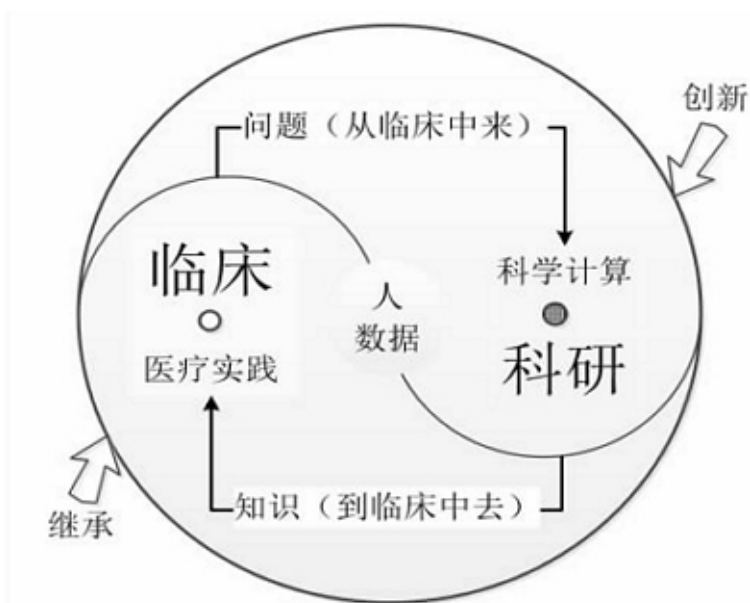 创新
问题（从临床中来）
临床
医疗实践
人
数据
科学计算
科研
知识（到临床中去）
继承